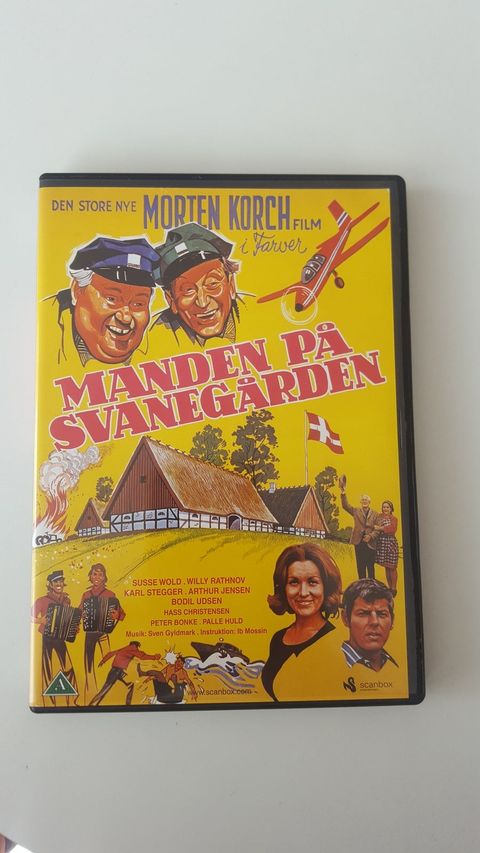 DEN STORE NYE MORTEN KORCH FILM
i Farver
MANDEN PÅ
SVANEGÅRDEN
SUSSE WOLD . WILLY RATHNOV
KARL STEGGER . ARTHUR JENSEN
BODIL UDSEN
HASS CHRISTENSEN
PETER BONKE . PALLE HULD
Musik: Sven Gyldmark . Instruktion: Ib Mossin
A
www.scanbox.com
scanbox